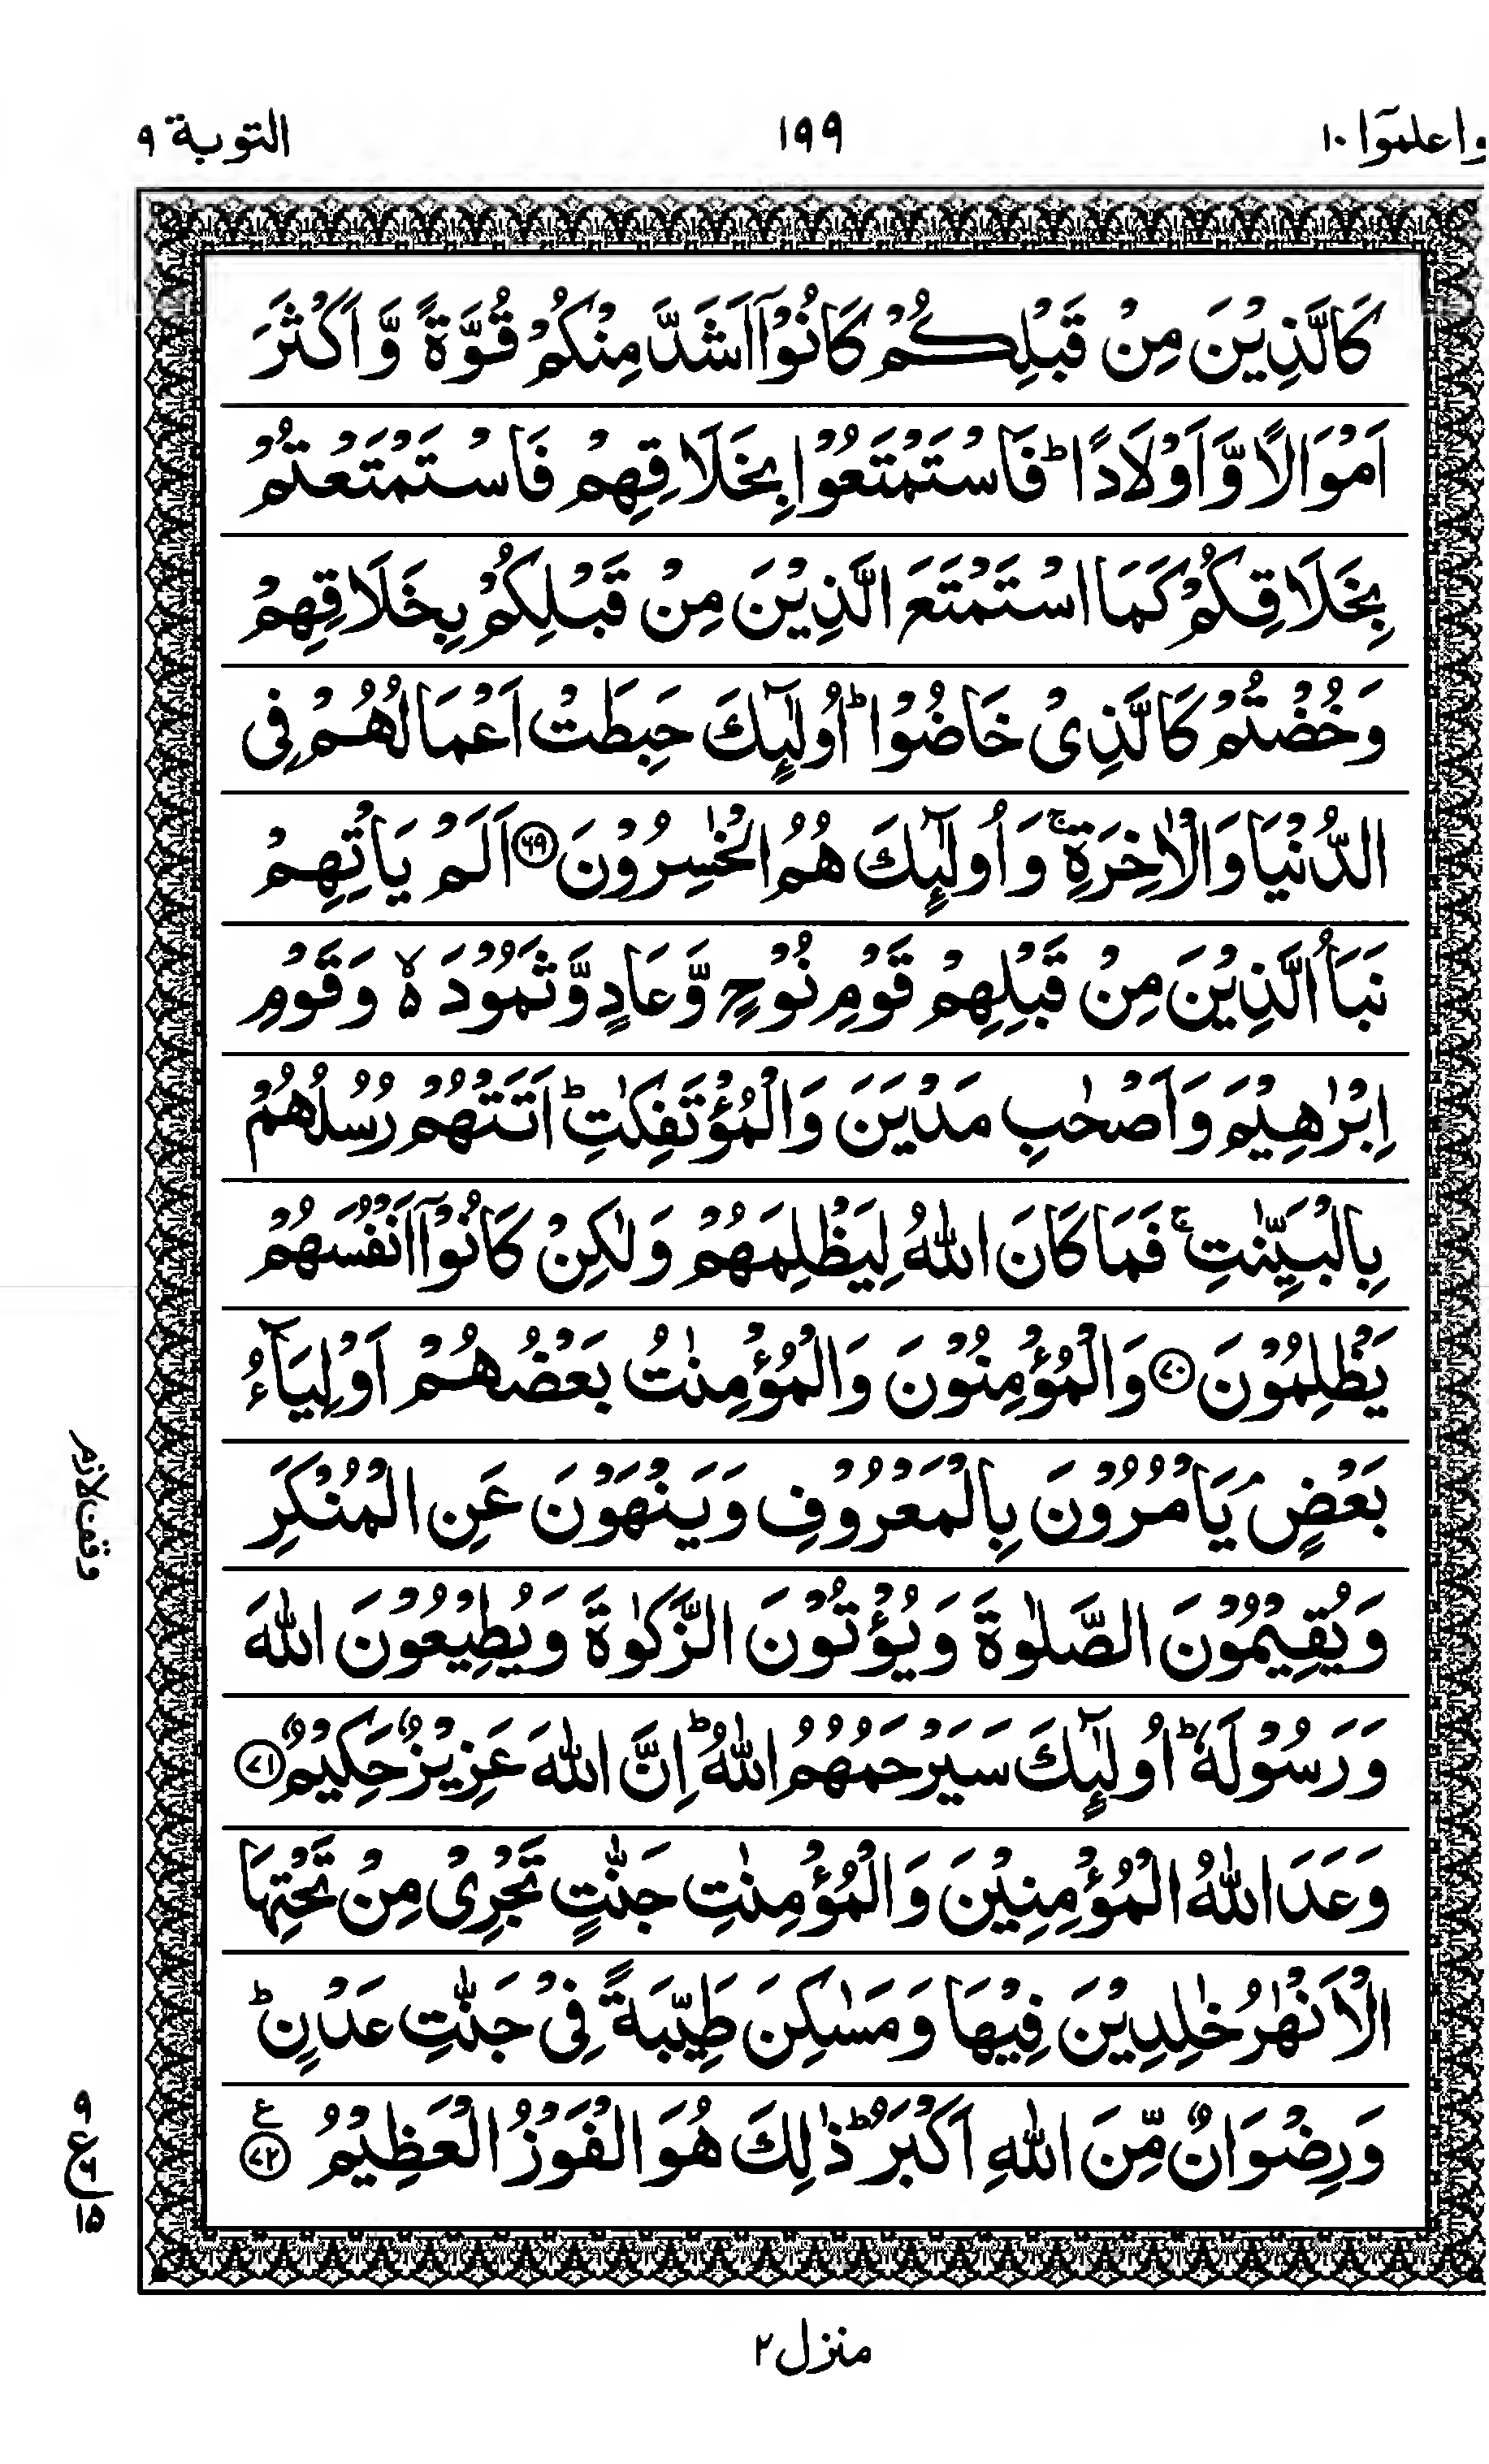 واعلموٓا ١٠
١٩٩
التوبة ٩
كَالَّذِيْنَ مِنْ قَبْلِكُمْ كَانُوْٓا اَشَدَّ مِنْكُمْ قُوَّةً وَّ اَكْثَرَ
اَمْوَالًا وَّ اَوْلَادًا ؕ فَاسْتَمْتَعُوْا بِخَلَاقِهِمْ فَاسْتَمْتَعْتُمْ
بِخَلَاقِكُمْ كَمَا اسْتَمْتَعَ الَّذِيْنَ مِنْ قَبْلِكُمْ بِخَلَاقِهِمْ
وَخُضْتُمْ كَالَّذِيْ خَاضُوْا ؕ اُولٰٓئِكَ حَبِطَتْ اَعْمَالُهُمْ فِي
الدُّنْيَا وَالْاٰخِرَةِ ۚ وَاُولٰٓئِكَ هُمُ الْخٰسِرُوْنَ ﴿٦٩﴾ اَلَمْ يَاْتِهِمْ
نَبَاُ الَّذِيْنَ مِنْ قَبْلِهِمْ قَوْمِ نُوْحٍ وَّعَادٍ وَّثَمُوْدَ ۙ۬ وَقَوْمِ
اِبْرٰهِيْمَ وَاَصْحٰبِ مَدْيَنَ وَالْمُؤْتَفِكٰتِ ؕ اَتَتْهُمْ رُسُلُهُمْ
بِالْبَيِّنٰتِ ۚ فَمَا كَانَ اللّٰهُ لِيَظْلِمَهُمْ وَلٰكِنْ كَانُوْٓا اَنْفُسَهُمْ
يَظْلِمُوْنَ ﴿٧٠﴾ وَالْمُؤْمِنُوْنَ وَالْمُؤْمِنٰتُ بَعْضُهُمْ اَوْلِيَآءُ
بَعْضٍ ۘ يَاْمُرُوْنَ بِالْمَعْرُوْفِ وَيَنْهَوْنَ عَنِ الْمُنْكَرِ
وَيُقِيْمُوْنَ الصَّلٰوةَ وَيُؤْتُوْنَ الزَّكٰوةَ وَيُطِيْعُوْنَ اللّٰهَ
وَرَسُوْلَهٗ ؕ اُولٰٓئِكَ سَيَرْحَمُهُمُ اللّٰهُ ؕ اِنَّ اللّٰهَ عَزِيْزٌ حَكِيْمٌ ﴿٧١﴾
وَعَدَ اللّٰهُ الْمُؤْمِنِيْنَ وَالْمُؤْمِنٰتِ جَنّٰتٍ تَجْرِيْ مِنْ تَحْتِهَا
الْاَنْهٰرُ خٰلِدِيْنَ فِيْهَا وَمَسٰكِنَ طَيِّبَةً فِيْ جَنّٰتِ عَدْنٍ ؕ
وَرِضْوَانٌ مِّنَ اللّٰهِ اَكْبَرُ ؕ ذٰلِكَ هُوَ الْفَوْزُ الْعَظِيْمُ ﴿٧٢﴾ ع
وقف لازم
٩
ع ٦
١٥
منزل ٢